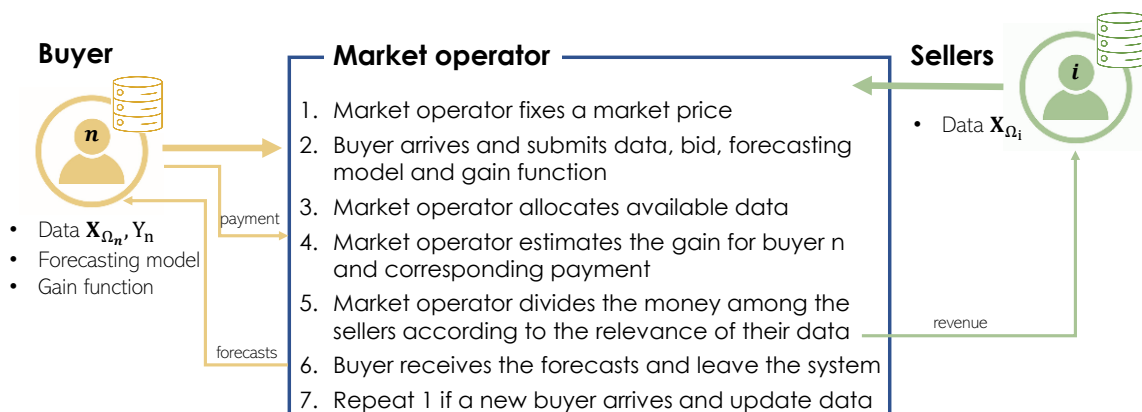 Buyer
n
payment
• Data X_{Ω_n}, Y_n
• Forecasting model
• Gain function
forecasts
Market operator
1. Market operator fixes a market price
2. Buyer arrives and submits data, bid, forecasting
model and gain function
3. Market operator allocates available data
4. Market operator estimates the gain for buyer n
and corresponding payment
5. Market operator divides the money among the
sellers according to the relevance of their data
6. Buyer receives the forecasts and leave the system
7. Repeat 1 if a new buyer arrives and update data
Sellers
i
• Data X_{Ω_i}
revenue